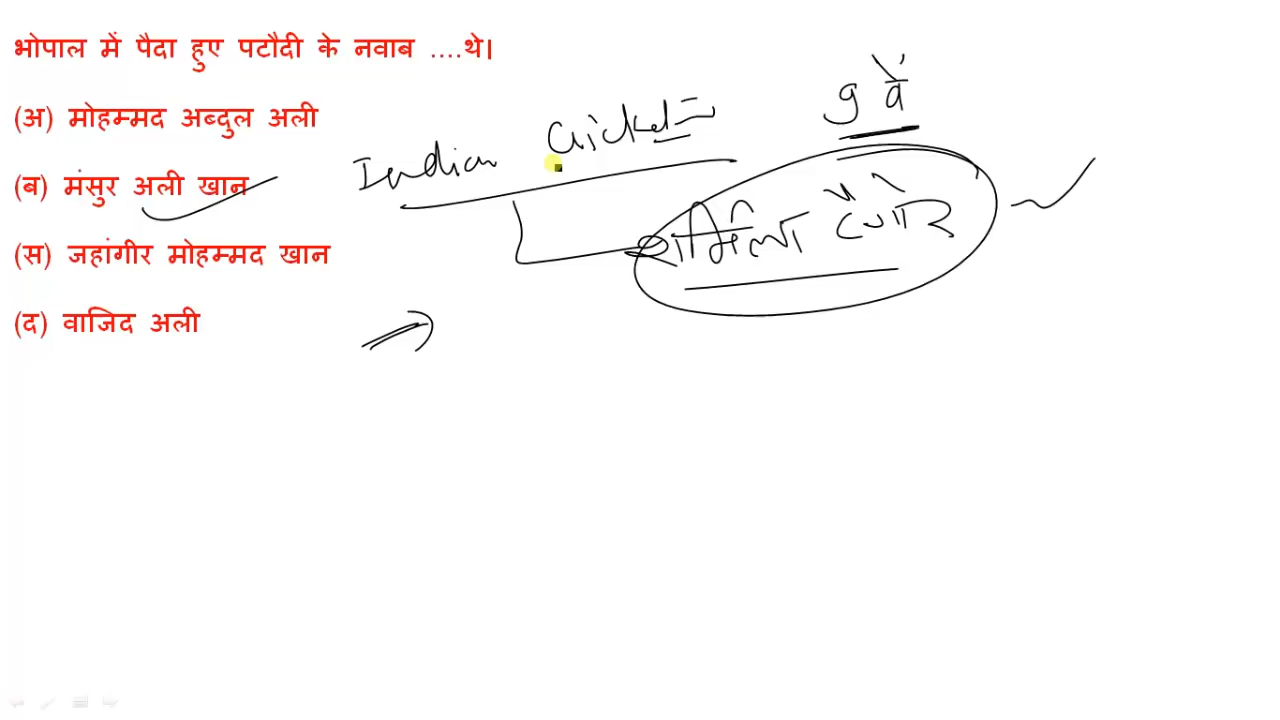 भोपाल में पैदा हुए पटौदी के नवाब ....थे।
(अ) मोहम्मद अब्दुल अली
(ब) मंसुर अली खान
(स) जहांगीर मोहम्मद खान
(द) वाजिद अली
9 वें
Indian Cricket
शर्मिला टैगोर